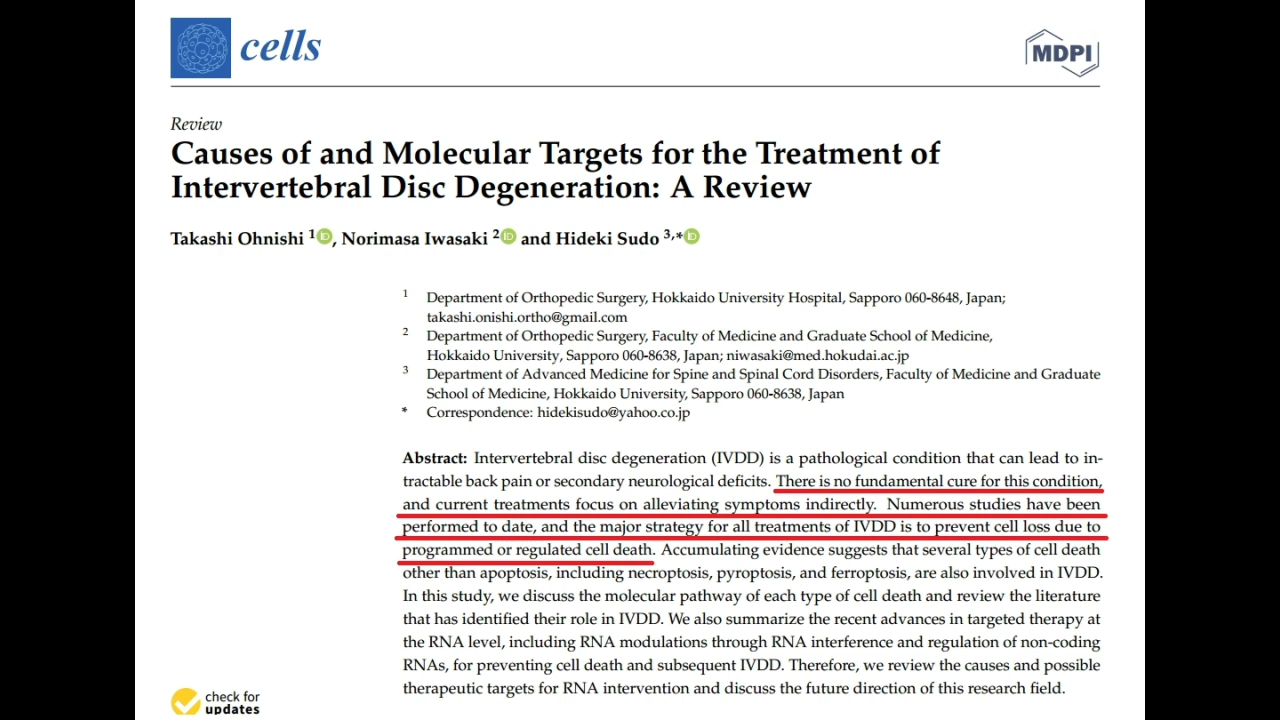 cells
MDPI
Review
Causes of and Molecular Targets for the Treatment of
Intervertebral Disc Degeneration: A Review
Takashi Ohnishi 1 iD, Norimasa Iwasaki 2 iD and Hideki Sudo 3,* iD
1 Department of Orthopedic Surgery, Hokkaido University Hospital, Sapporo 060-8648, Japan;
takashi.onishi.ortho@gmail.com
2 Department of Orthopedic Surgery, Faculty of Medicine and Graduate School of Medicine,
Hokkaido University, Sapporo 060-8638, Japan; niwasaki@med.hokudai.ac.jp
3 Department of Advanced Medicine for Spine and Spinal Cord Disorders, Faculty of Medicine and Graduate
School of Medicine, Hokkaido University, Sapporo 060-8638, Japan
* Correspondence: hidekisudo@yahoo.co.jp
Abstract: Intervertebral disc degeneration (IVDD) is a pathological condition that can lead to in-
tractable back pain or secondary neurological deficits. There is no fundamental cure for this condition,
and current treatments focus on alleviating symptoms indirectly. Numerous studies have been
performed to date, and the major strategy for all treatments of IVDD is to prevent cell loss due to
programmed or regulated cell death. Accumulating evidence suggests that several types of cell death
other than apoptosis, including necroptosis, pyroptosis, and ferroptosis, are also involved in IVDD.
In this study, we discuss the molecular pathway of each type of cell death and review the literature
that has identified their role in IVDD. We also summarize the recent advances in targeted therapy at
the RNA level, including RNA modulations through RNA interference and regulation of non-coding
RNAs, for preventing cell death and subsequent IVDD. Therefore, we review the causes and possible
therapeutic targets for RNA intervention and discuss the future direction of this research field.
check for
updates